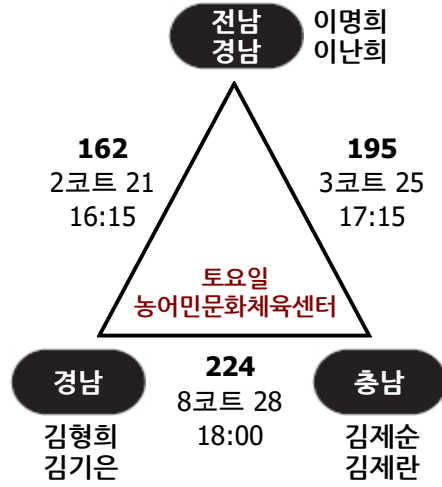 전남 이명희
경남 이난희
162
2코트 21
16:15
195
3코트 25
17:15
토요일
농어민문화체육센터
경남
김형희
김기은
224
8코트 28
18:00
충남
김제순
김제란